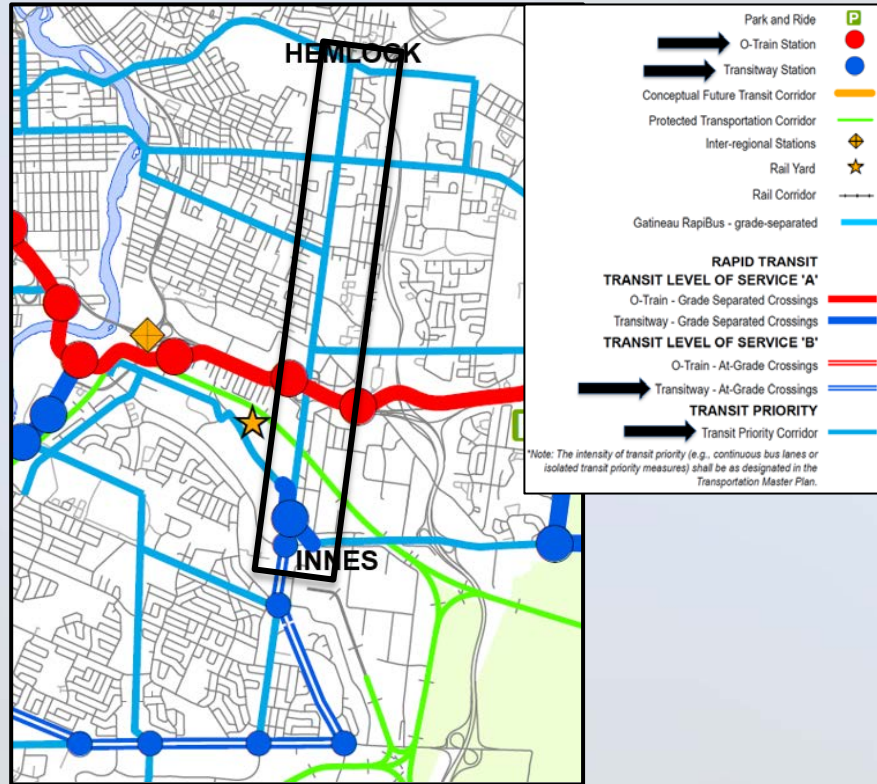 HEMLOCK
INNES
Park and Ride
P
O-Train Station
Transitway Station
Conceptual Future Transit Corridor
Protected Transportation Corridor
Inter-regional Stations
Rail Yard
Rail Corridor
Gatineau RapiBus - grade-separated
RAPID TRANSIT
TRANSIT LEVEL OF SERVICE 'A'
O-Train - Grade Separated Crossings
Transitway - Grade Separated Crossings
TRANSIT LEVEL OF SERVICE 'B'
O-Train - At-Grade Crossings
Transitway - At-Grade Crossings
TRANSIT PRIORITY
Transit Priority Corridor
*Note: The intensity of transit priority (e.g., continuous bus lanes or
isolated transit priority measures) shall be as designated in the
Transportation Master Plan.